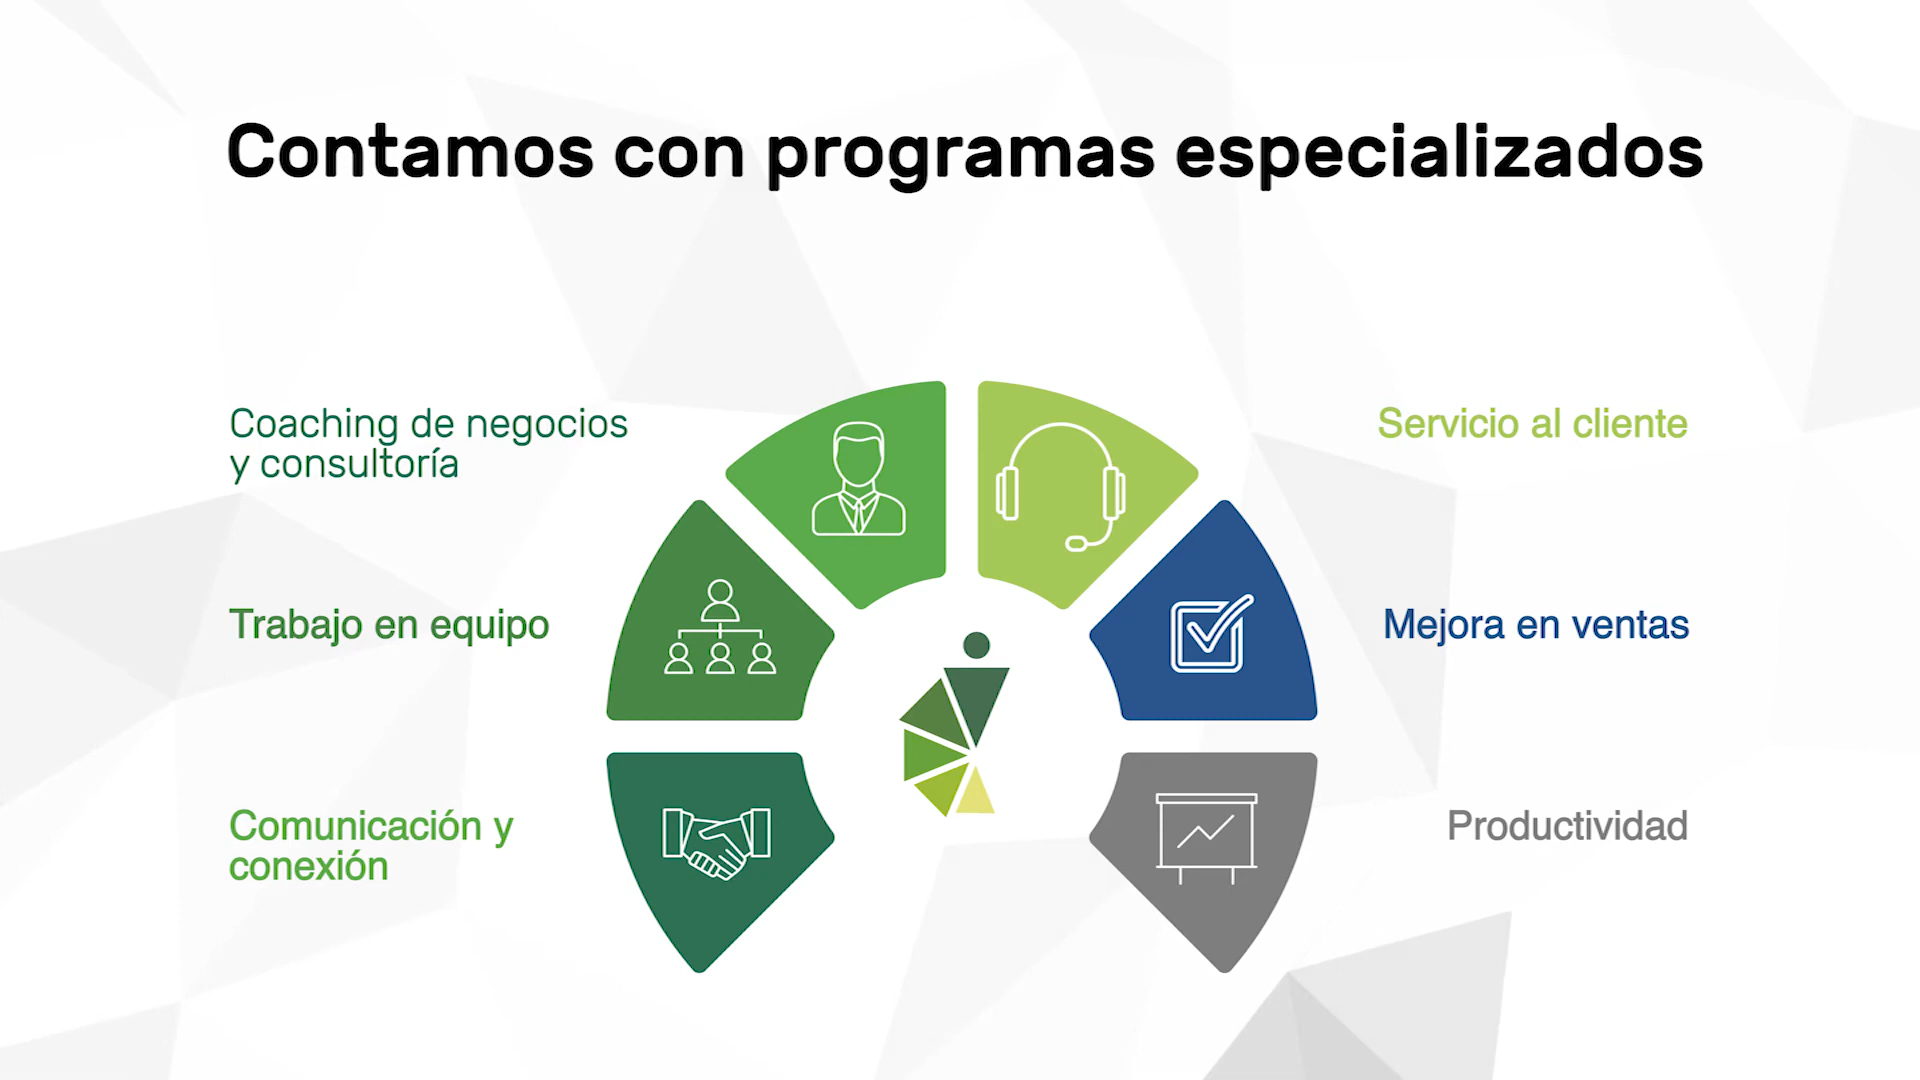 Contamos con programas especializados
Coaching de negocios
y consultoría
Trabajo en equipo
Comunicación y
conexión
Servicio al cliente
Mejora en ventas
Productividad